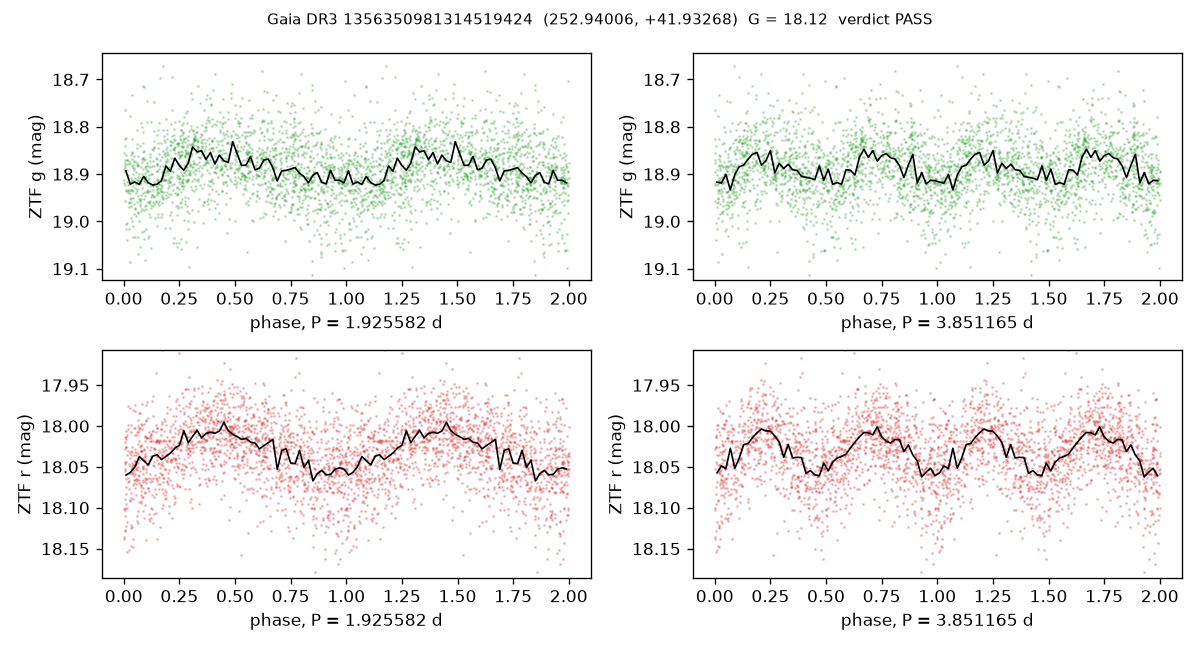 Gaia DR3 1356350981314519424  (252.94006, +41.93268)  G = 18.12  verdict PASS
ZTF g (mag)
18.7
18.8
18.9
19.0
19.1
0.00 0.25 0.50 0.75 1.00 1.25 1.50 1.75 2.00
phase, P = 1.925582 d
ZTF g (mag)
18.7
18.8
18.9
19.0
19.1
0.00 0.25 0.50 0.75 1.00 1.25 1.50 1.75 2.00
phase, P = 3.851165 d
ZTF r (mag)
17.95
18.00
18.05
18.10
18.15
0.00 0.25 0.50 0.75 1.00 1.25 1.50 1.75 2.00
phase, P = 1.925582 d
ZTF r (mag)
17.95
18.00
18.05
18.10
18.15
0.00 0.25 0.50 0.75 1.00 1.25 1.50 1.75 2.00
phase, P = 3.851165 d